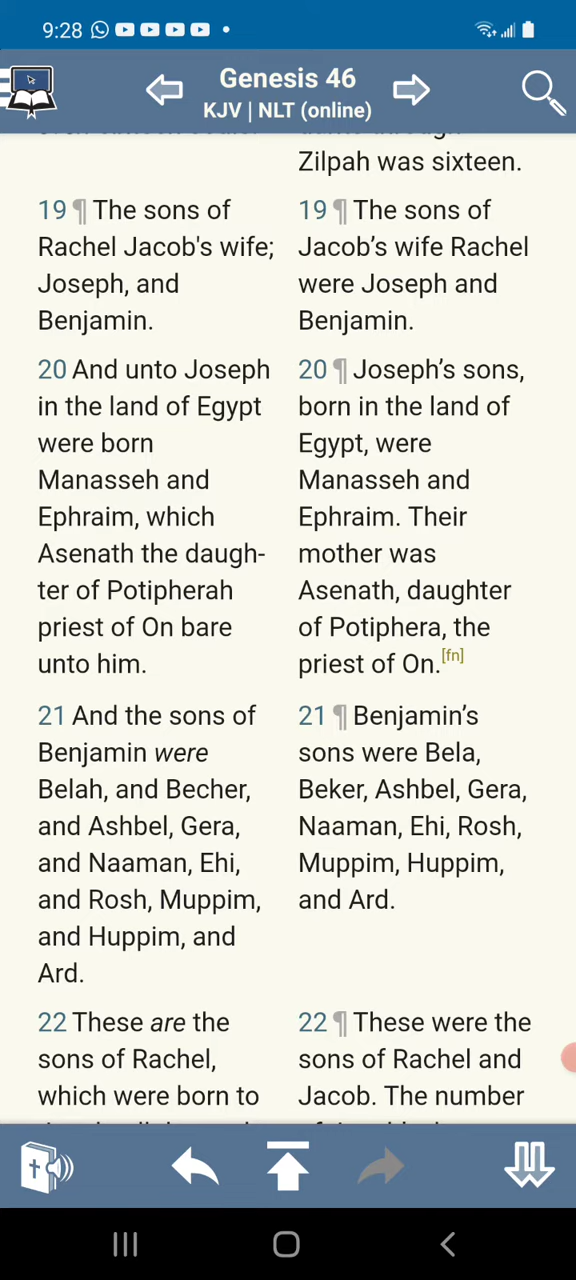 9:28
Genesis 46
KJV | NLT (online)
Zilpah was sixteen.
19 ¶ The sons of
Rachel Jacob's wife;
Joseph, and
Benjamin.
20 And unto Joseph
in the land of Egypt
were born
Manasseh and
Ephraim, which
Asenath the daugh-
ter of Potipherah
priest of On bare
unto him.
21 And the sons of
Benjamin were
Belah, and Becher,
and Ashbel, Gera,
and Naaman, Ehi,
and Rosh, Muppim,
and Huppim, and
Ard.
22 These are the
sons of Rachel,
which were born to
19 ¶ The sons of
Jacob’s wife Rachel
were Joseph and
Benjamin.
20 ¶ Joseph’s sons,
born in the land of
Egypt, were
Manasseh and
Ephraim. Their
mother was
Asenath, daughter
of Potiphera, the
priest of On.[fn]
21 ¶ Benjamin’s
sons were Bela,
Beker, Ashbel, Gera,
Naaman, Ehi, Rosh,
Muppim, Huppim,
and Ard.
22 ¶ These were the
sons of Rachel and
Jacob. The number